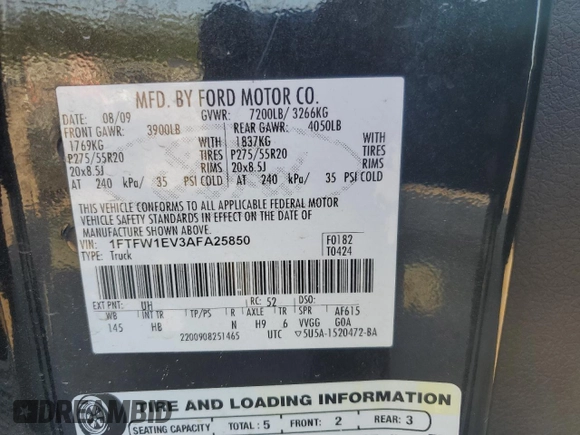 MFD. BY FORD MOTOR CO.
DATE: 08/09 GVWR: 7200LB/ 3266KG
FRONT GAWR: 3900LB REAR GAWR: 4050LB
1769KG WITH 1837KG WITH
P275/55R20 TIRES P275/55R20 TIRES
20x8.5J RIMS 20x8.5J RIMS
AT 240 kPa/ 35 PSI COLD AT 240 kPa/ 35 PSI COLD
THIS VEHICLE CONFORMS TO ALL APPLICABLE FEDERAL MOTOR
VEHICLE SAFETY STANDARDS IN EFFECT ON THE DATE OF
MANUFACTURE SHOWN ABOVE.
VIN: 1FTFW1EV3AFA25850 F0182
TYPE: Truck T0424
EXT PNT: UH RC: 52 DSO:
WB INT TR TP/PS R AXLE TR SPR AF615
145 HB N H9 6 VVGG GOA
2200908251465 UTC ▽5U5A-1520472-BA
TIRE AND LOADING INFORMATION
SEATING CAPACITY TOTAL: 5 FRONT: 2 REAR: 3
DREAMBID